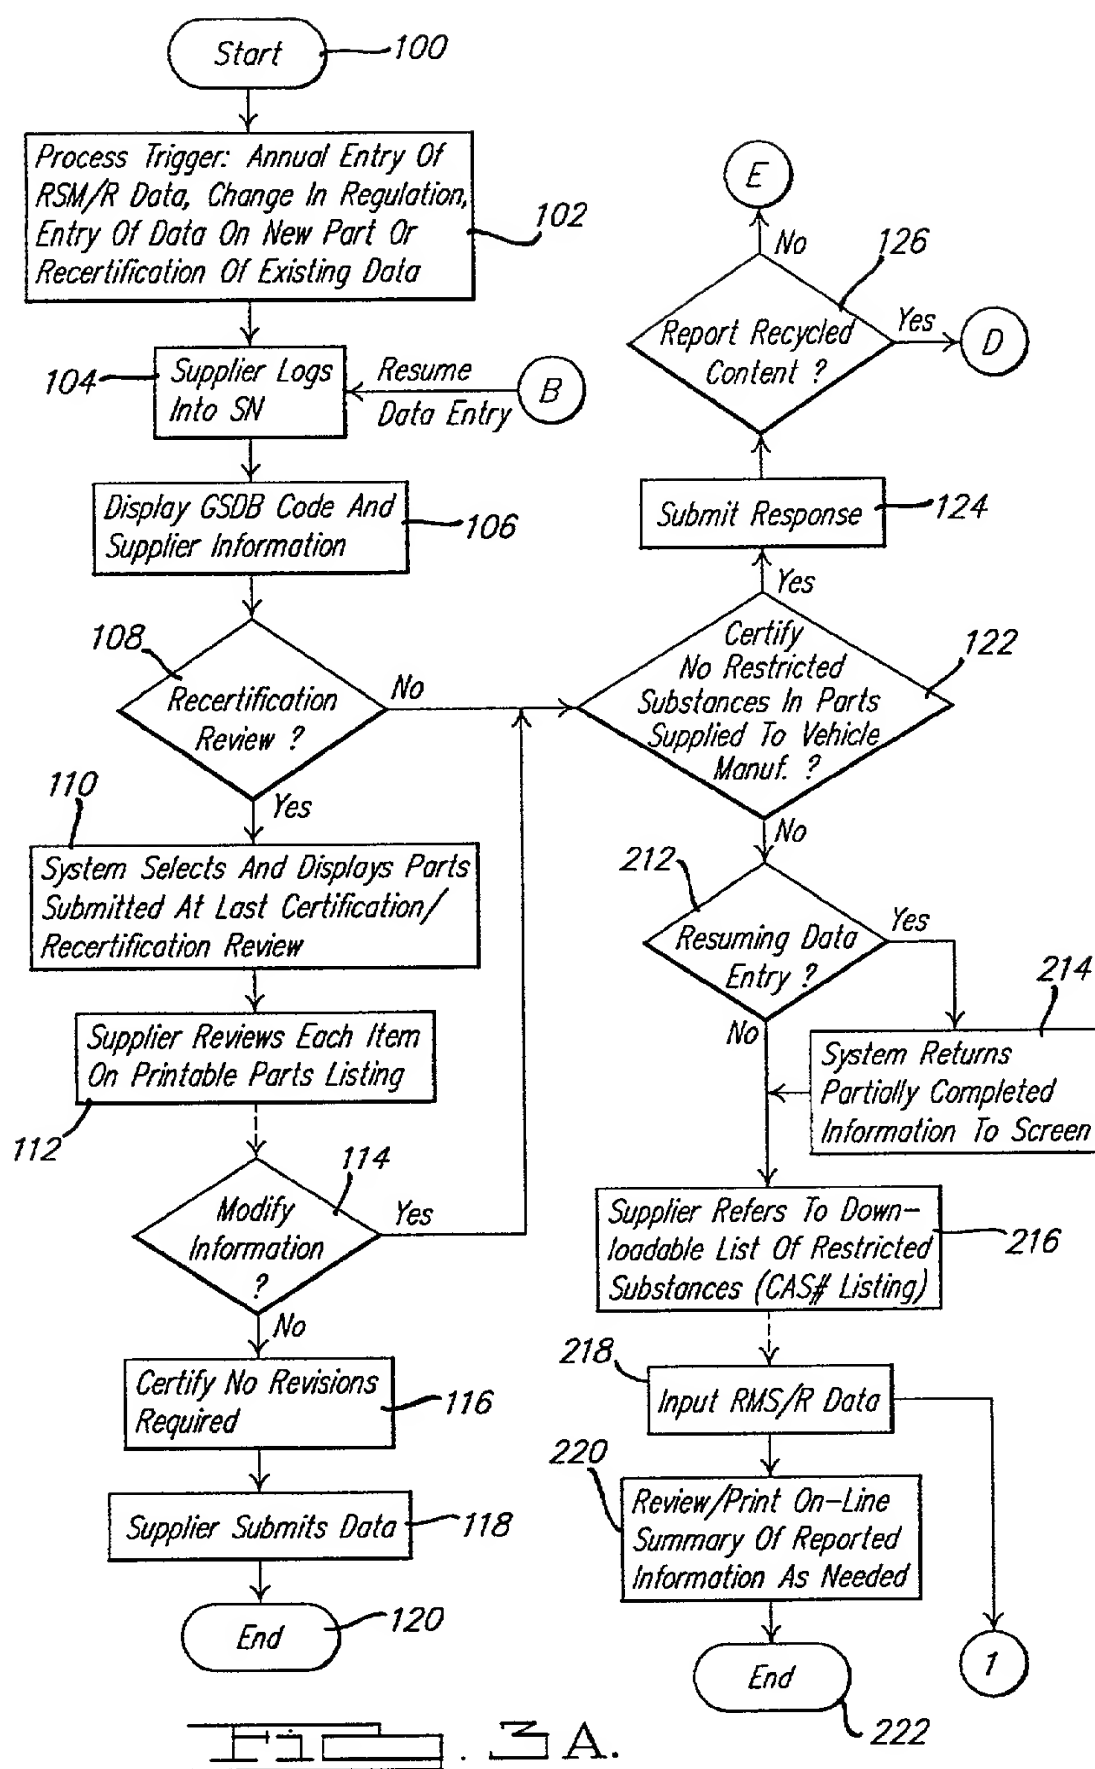 Start
100
Process Trigger: Annual Entry Of
RSM/R Data, Change In Regulation,
Entry Of Data On New Part Or
Recertification Of Existing Data
102
104
Supplier Logs
Into SN
Resume
Data Entry
B
Display GSDB Code And
Supplier Information
106
108
Recertification
Review ?
No
Yes
110
System Selects And Displays Parts
Submitted At Last Certification/
Recertification Review
Supplier Reviews Each Item
On Printable Parts Listing
112
114
Modify
Information
?
Yes
No
Certify No Revisions
Required
116
Supplier Submits Data
118
End
120
E
No
126
Report Recycled
Content ?
Yes
D
Submit Response
124
Yes
Certify
No Restricted
Substances In Parts
Supplied To Vehicle
Manuf. ?
122
No
212
Resuming Data
Entry ?
Yes
No
214
System Returns
Partially Completed
Information To Screen
Supplier Refers To Down-
loadable List Of Restricted
Substances (CAS# Listing)
216
218
Input RMS/R Data
220
Review/Print On-Line
Summary Of Reported
Information As Needed
End
222
1
Fig. 3A.